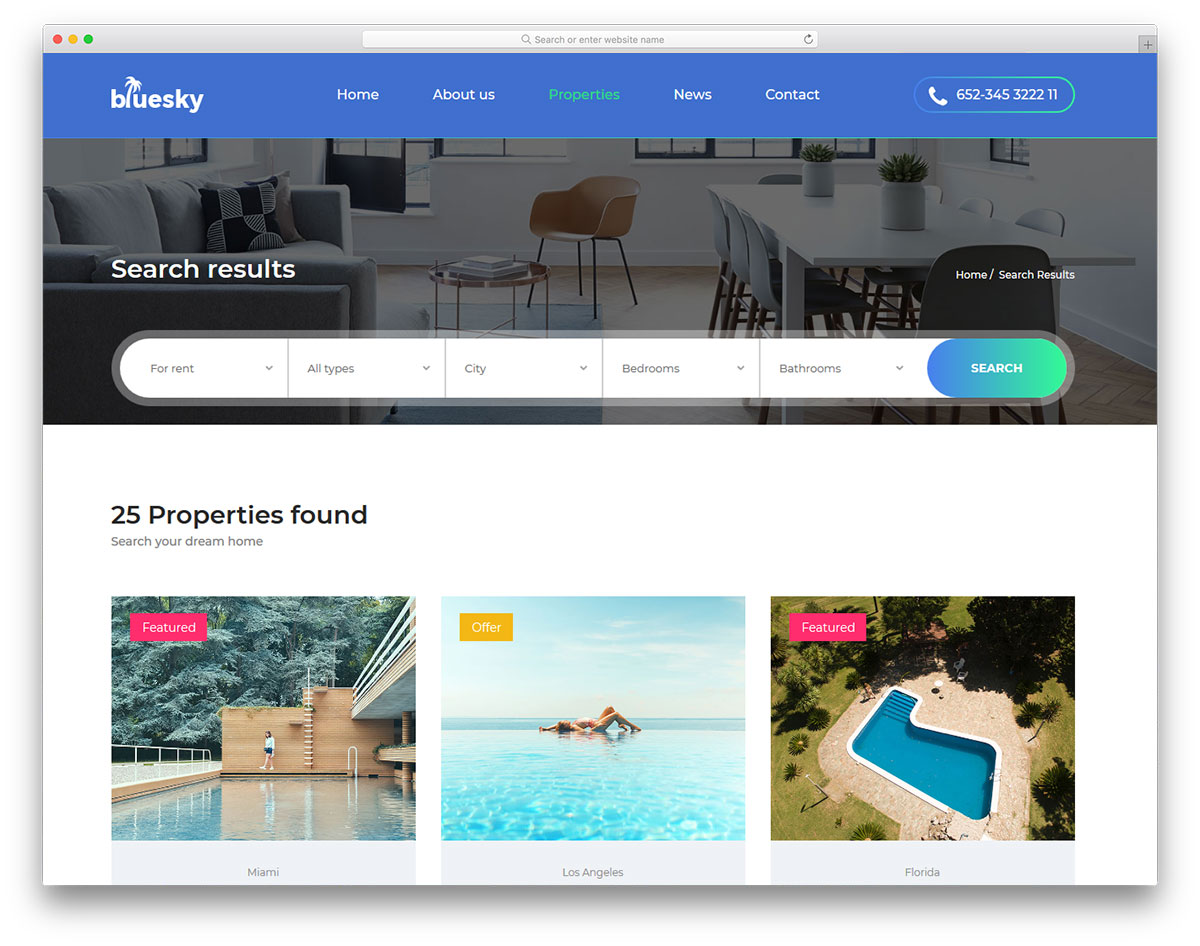 Search or enter website name
bluesky
Home About us Properties News Contact 652-345 3222 11
Search results
Home / Search Results
For rent All types City Bedrooms Bathrooms SEARCH
25 Properties found
Search your dream home
Featured Offer Featured
Miami Los Angeles Florida